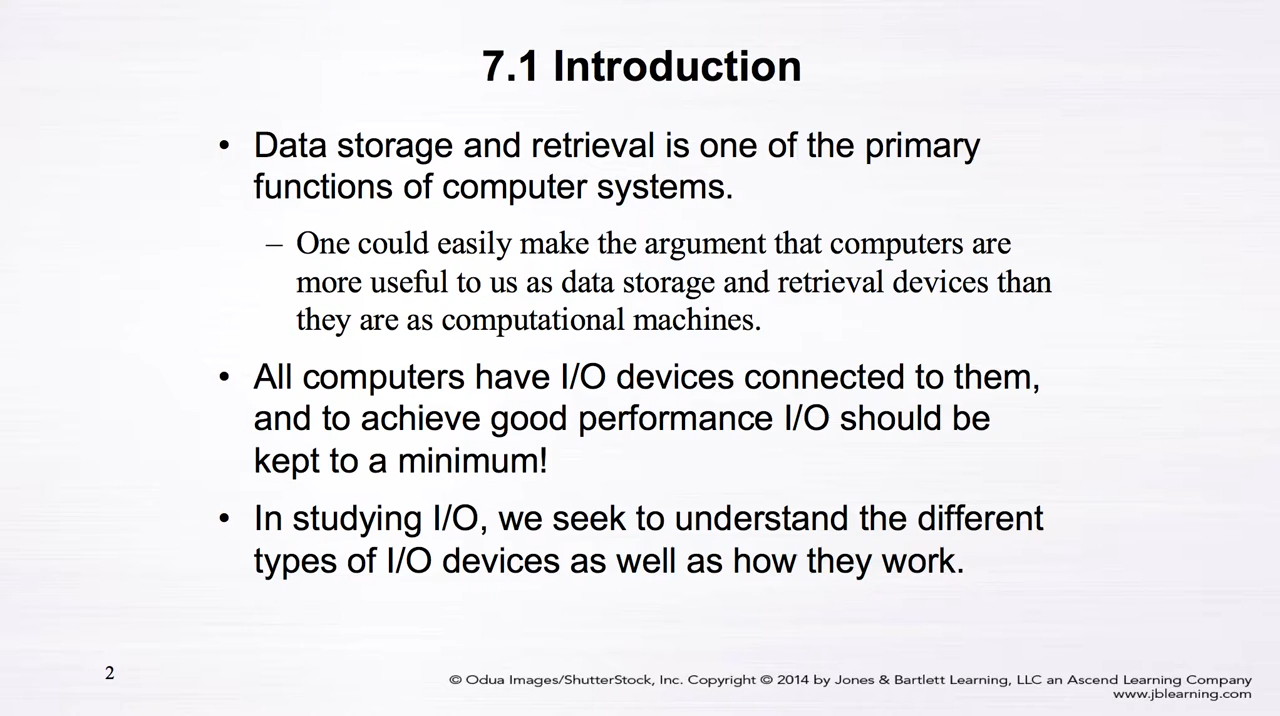 7.1 Introduction
• Data storage and retrieval is one of the primary
functions of computer systems.
– One could easily make the argument that computers are
more useful to us as data storage and retrieval devices than
they are as computational machines.
• All computers have I/O devices connected to them,
and to achieve good performance I/O should be
kept to a minimum!
• In studying I/O, we seek to understand the different
types of I/O devices as well as how they work.
2
© Odua Images/ShutterStock, Inc. Copyright © 2014 by Jones & Bartlett Learning, LLC an Ascend Learning Company
www.jblearning.com